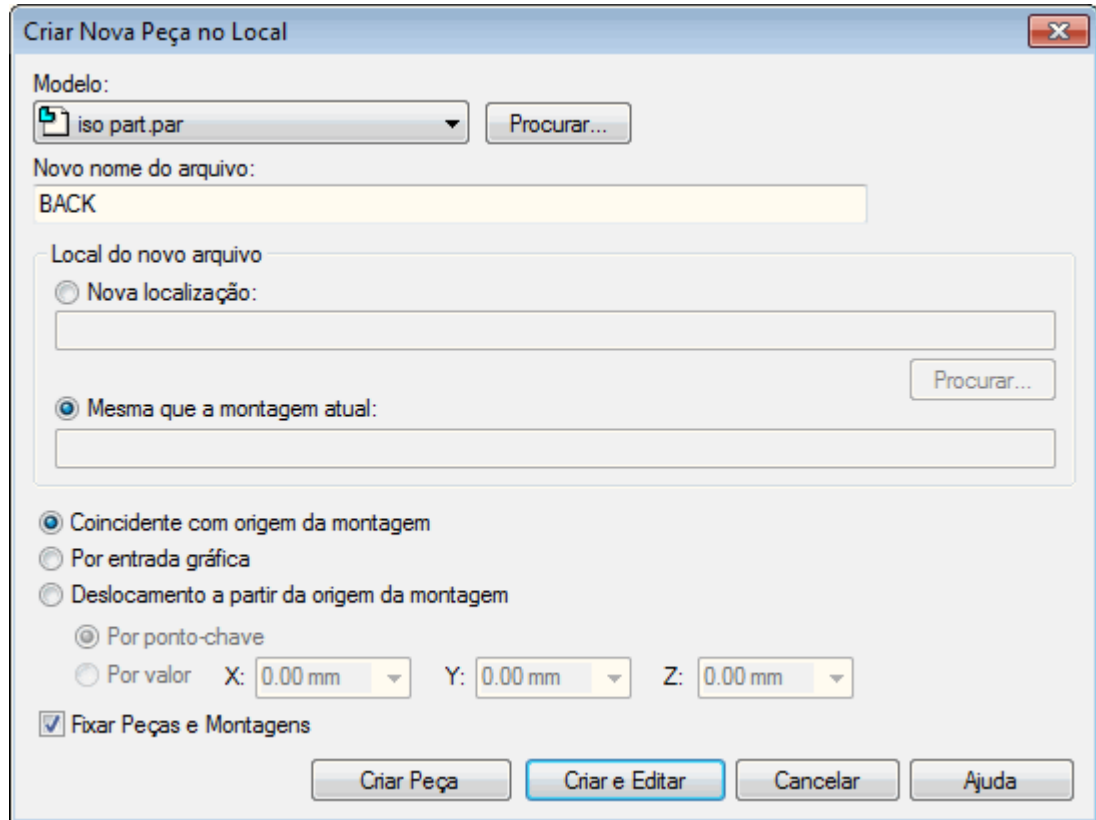 Criar Nova Peça no Local
Modelo:
iso part.par Procurar...
Novo nome do arquivo:
BACK
Local do novo arquivo
Nova localização:
Procurar...
Mesma que a montagem atual:
Coincidente com origem da montagem
Por entrada gráfica
Deslocamento a partir da origem da montagem
Por ponto-chave
Por valor X: 0.00 mm Y: 0.00 mm Z: 0.00 mm
Fixar Peças e Montagens
Criar Peça Criar e Editar Cancelar Ajuda